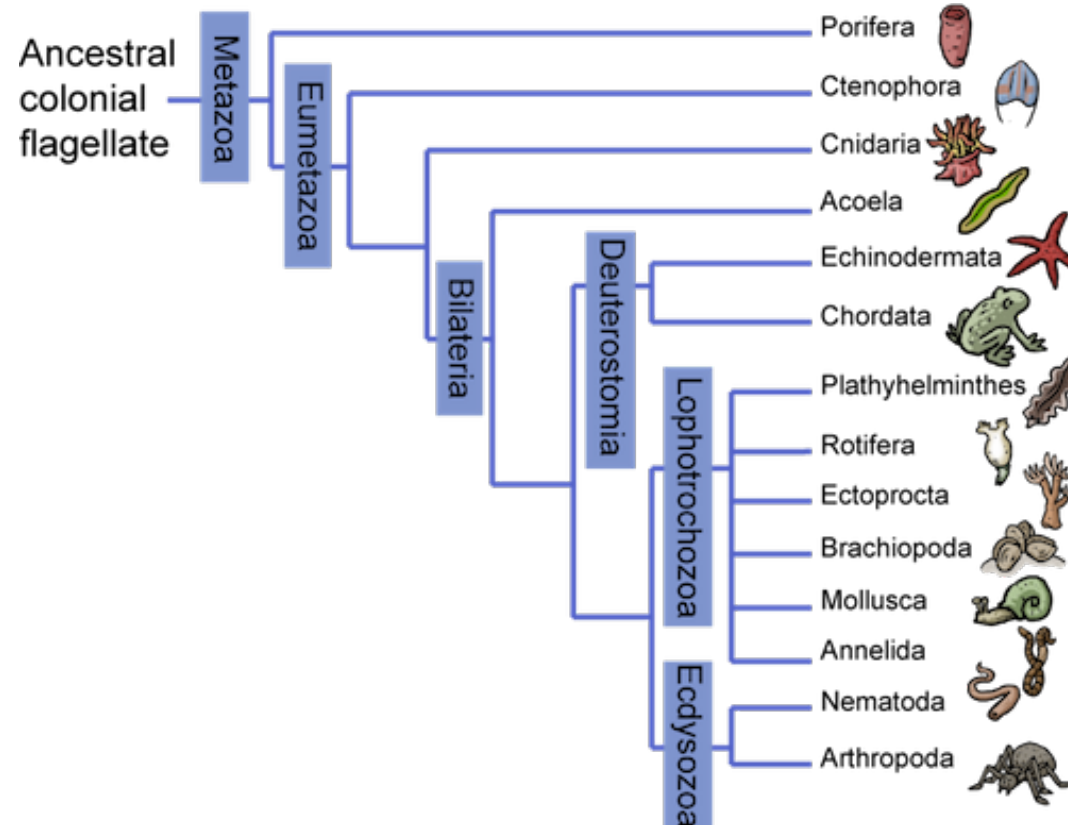 Ancestral
colonial
flagellate
Metazoa
Eumetazoa
Bilateria
Deuterostomia
Lophotrochozoa
Ecdysozoa
Porifera
Ctenophora
Cnidaria
Acoela
Echinodermata
Chordata
Plathyhelminthes
Rotifera
Ectoprocta
Brachiopoda
Mollusca
Annelida
Nematoda
Arthropoda